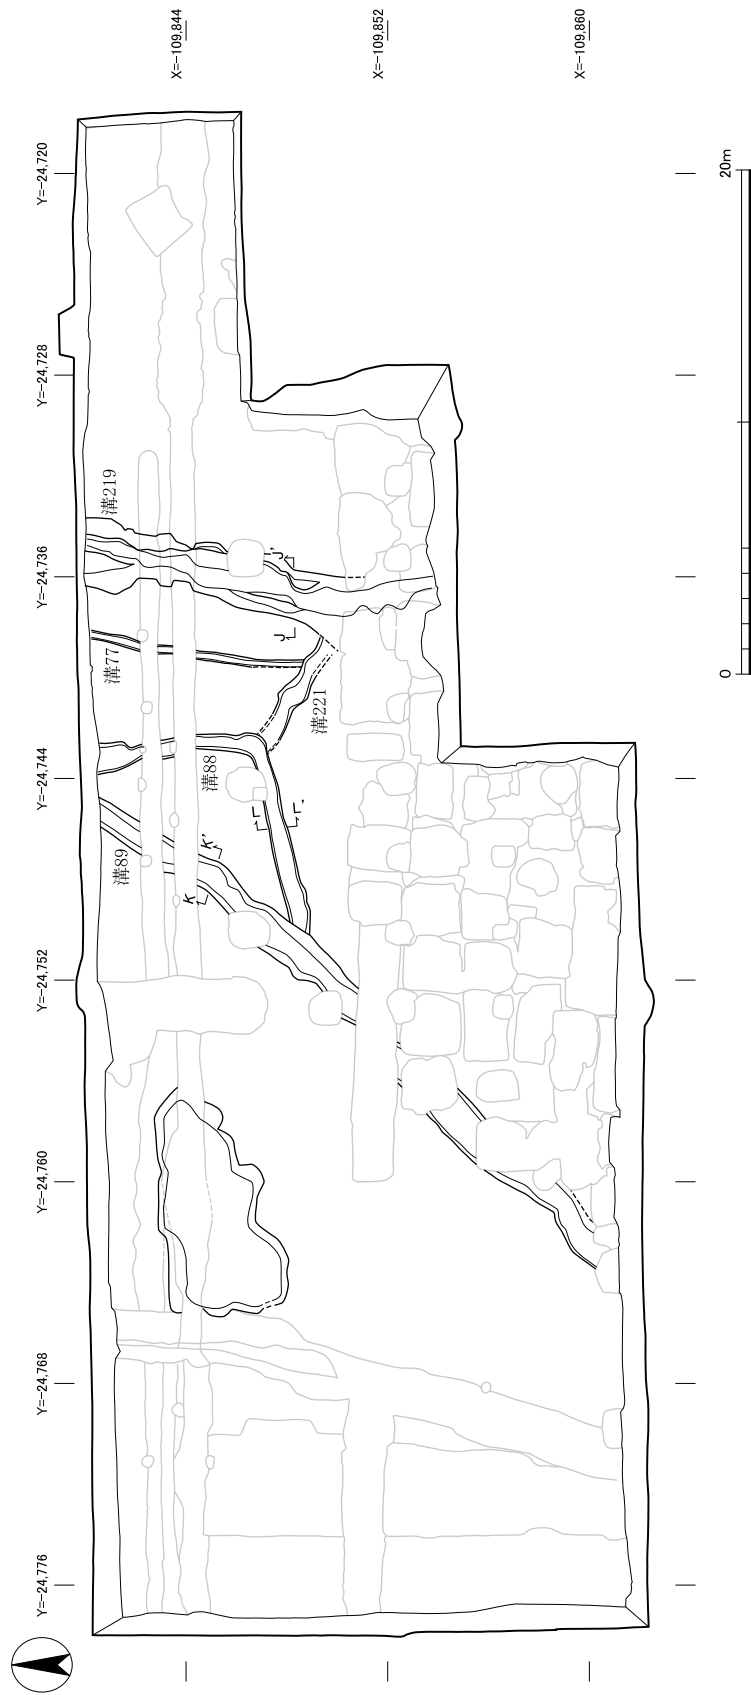 X=-109,844
X=-109,852
X=-109,860
Y=-24,720
Y=-24,728
Y=-24,736
Y=-24,744
Y=-24,752
Y=-24,760
Y=-24,768
Y=-24,776
溝219
溝77
溝221
溝88
溝89
J
J'
K
K'
L
L'
0
20m